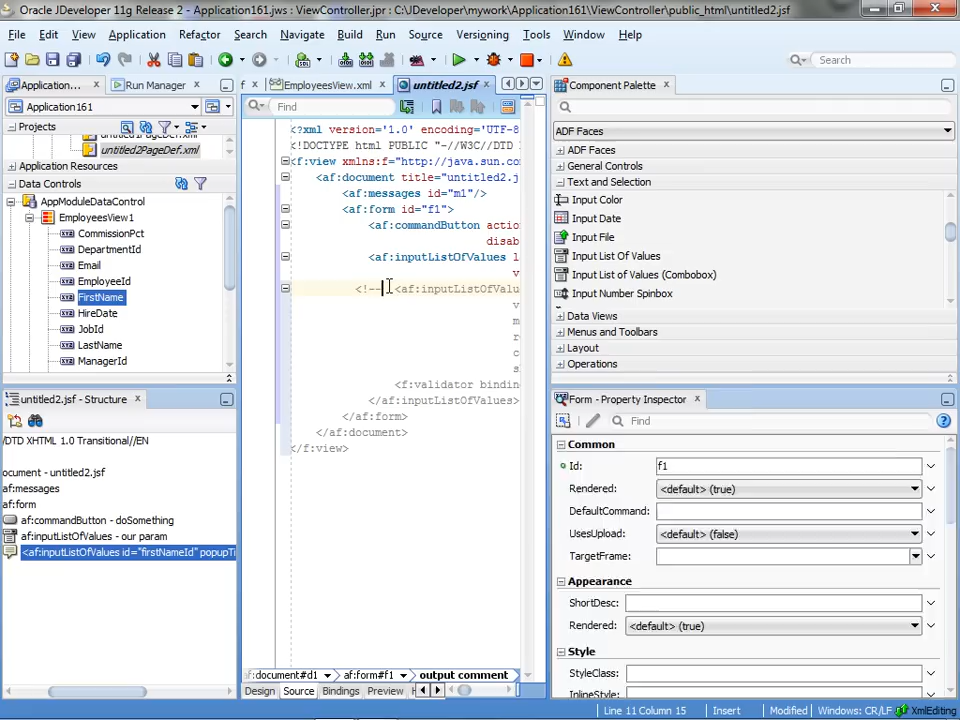 Oracle JDeveloper 11g Release 2 - Application161.jws : ViewController.jpr : C:\JDeveloper\mywork\Application161\ViewController\public_html\untitled2.jsf
File Edit View Application Refactor Search Navigate Build Run Source Versioning Tools Window Help
Search
Application... Run Manager
Application161
Projects
untitled2PageDef.xml
Application Resources
Data Controls
AppModuleDataControl
EmployeesView1
CommissionPct
DepartmentId
Email
EmployeeId
FirstName
HireDate
JobId
LastName
ManagerId
untitled2.jsf - Structure
/DTD XHTML 1.0 Transitional//EN
ocument - untitled2.jsf
af:messages
af:form
af:commandButton - doSomething
af:inputListOfValues - our param
<af:inputListOfValues id="firstNameId" popupTi
f EmployeesView.xml untitled2.jsf
Find
<?xml version='1.0' encoding='UTF-8
<!DOCTYPE html PUBLIC "-//W3C//DTD
<f:view xmlns:f="http://java.sun.co
<af:document title="untitled2.j
<af:messages id="m1"/>
<af:form id="f1">
<af:commandButton actio
disab
<af:inputListOfValues l
v
<!-- <af:inputListOfValu
v
m
r
c
s
<f:validator bindin
</af:inputListOfValues>
</af:form>
</af:document>
</f:view>
f:document#d1 af:form#f1 output comment
Design Source Bindings Preview
Component Palette
ADF Faces
ADF Faces
General Controls
Text and Selection
Input Color
Input Date
Input File
Input List Of Values
Input List of Values (Combobox)
Input Number Spinbox
Data Views
Menus and Toolbars
Layout
Operations
Form - Property Inspector
Find
Common
Id: f1
Rendered: <default> (true)
DefaultCommand:
UsesUpload: <default> (false)
TargetFrame:
Appearance
ShortDesc:
Rendered: <default> (true)
Style
StyleClass:
InlineStyle:
Line 11 Column 15 Insert Modified Windows: CR/LF XmlEditing